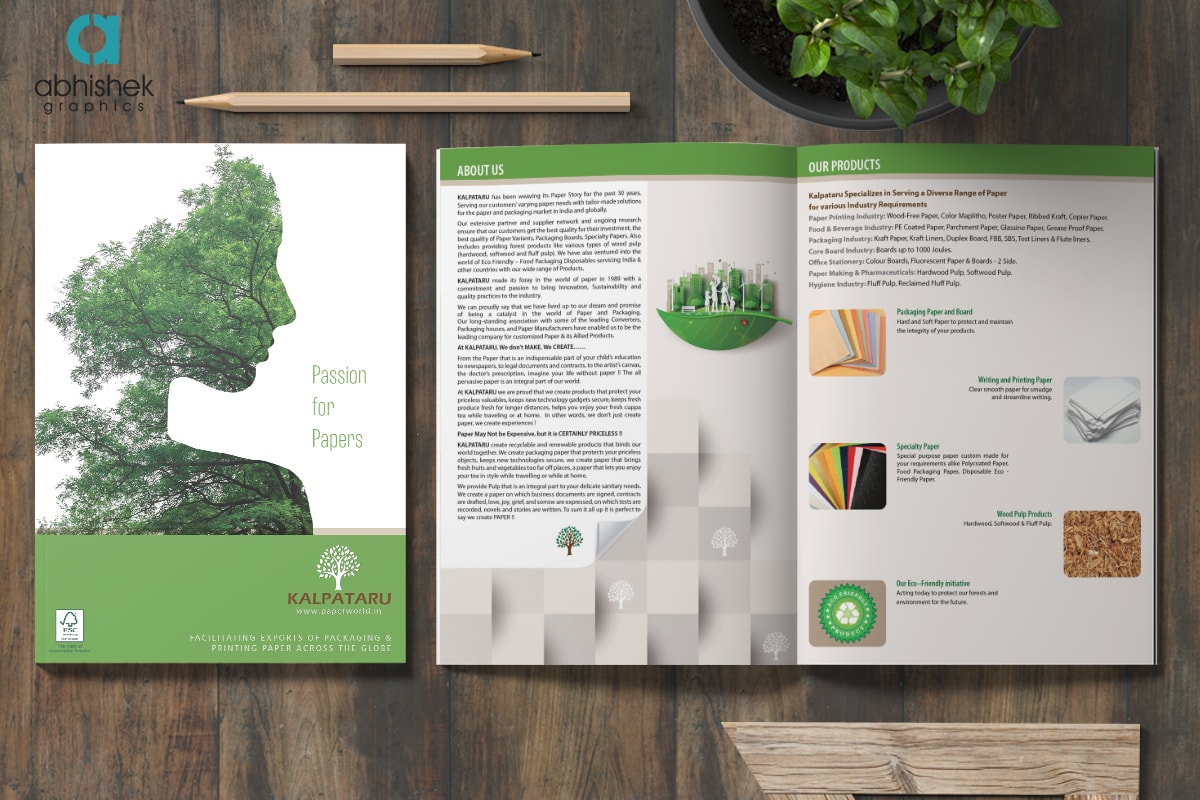 abhishek
graphics
Passion
for
Papers
KALPATARU
www.paperworld.in
FSC
FACILITATING EXPORTS OF PACKAGING &
PRINTING PAPER ACROSS THE GLOBE
ABOUT US
KALPATARU has been weaving its Paper Story for the past 30 years,
Serving our customers' varying paper needs with tailor-made solutions
for the paper and packaging market in India and globally.
Our extensive partner and supplier network and ongoing research
ensure that our customers get the best quality for their investment, the
best quality of Paper Variants, Packaging Boards, Specialty Papers. Also
includes providing forest products like various types of wood pulp
(hardwood, softwood and fluff pulp). We have also ventured into the
world of Eco Friendly – Food Packaging Disposables servicing India &
other countries with our wide range of Products.
KALPATARU made its foray in the world of paper in 1989 with a
commitment and passion to bring Innovation, Sustainability and
quality practices to the industry.
We can proudly say that we have lived up to our dream and promise
of being a catalyst in the world of Paper and Packaging.
Our long-standing association with some of the leading Converters,
Packaging houses, and Paper Manufacturers have enabled us to be the
leading company for customized Paper & its Allied Products.
At KALPATARU. We don't MAKE, We CREATE......
From the Paper that is an indispensable part of your child's education
to newspapers, to legal documents and contracts, to the artist's canvas,
the doctor's prescription, imagine your life without paper !! The all
pervasive paper is an integral part of our world.
At KALPATARU we are proud that we create products that protect your
priceless valuables, keeps new technology gadgets secure, keeps fresh
produce fresh for longer distances, helps you enjoy your fresh cuppa
tea while traveling or at home. In other words, we don't just create
paper, we create experiences !
Paper May Not be Expensive, but it is CERTAINLY PRICELESS !!
KALPATARU create recyclable and renewable products that binds our
world together. We create packaging paper that protects your priceless
objects, keeps new technologies secure, we create paper that brings
fresh fruits and vegetables too far off places, a paper that lets you enjoy
your tea in style while travelling or while at home.
We provide Pulp that is an integral part to your delicate sanitary needs.
We create a paper on which business documents are signed, contracts
are drafted, love, joy, grief, and sorrow are expressed, on which tests are
recorded, novels and stories are written. To sum it all up it is perfect to
say we create PAPER !!
OUR PRODUCTS
Kalpataru Specializes in Serving a Diverse Range of Paper
for various Industry Requirements
Paper Printing Industry: Wood-Free Paper, Color Maplitho, Poster Paper, Ribbed Kraft, Copier Paper.
Food & Beverage Industry: PE Coated Paper, Parchment Paper, Glassine Paper, Grease Proof Paper.
Packaging Industry: Kraft Paper, Kraft Liners, Duplex Board, FBB, SBS, Test Liners & Flute liners.
Core Board Industry: Boards up to 1000 Joules.
Office Stationery: Colour Boards, Fluorescent Paper & Boards - 2 Side.
Paper Making & Pharmaceuticals: Hardwood Pulp, Softwood Pulp.
Hygiene Industry: Fluff Pulp, Reclaimed Fluff Pulp.
Packaging Paper and Board
Hard and Soft Paper to protect and maintain
the integrity of your products.
Writing and Printing Paper
Clear smooth paper for smudge
and streamline writing.
Specialty Paper
Special purpose paper custom made for
your requirements alike Polycoated Paper,
Food Packaging Paper, Disposable Eco -
Friendly Paper.
Wood Pulp Products
Hardwood, Softwood & Fluff Pulp.
Our Eco–Friendly initiative
Acting today to protect our forests and
environment for the future.
ECO FRIENDLY
PRODUCT